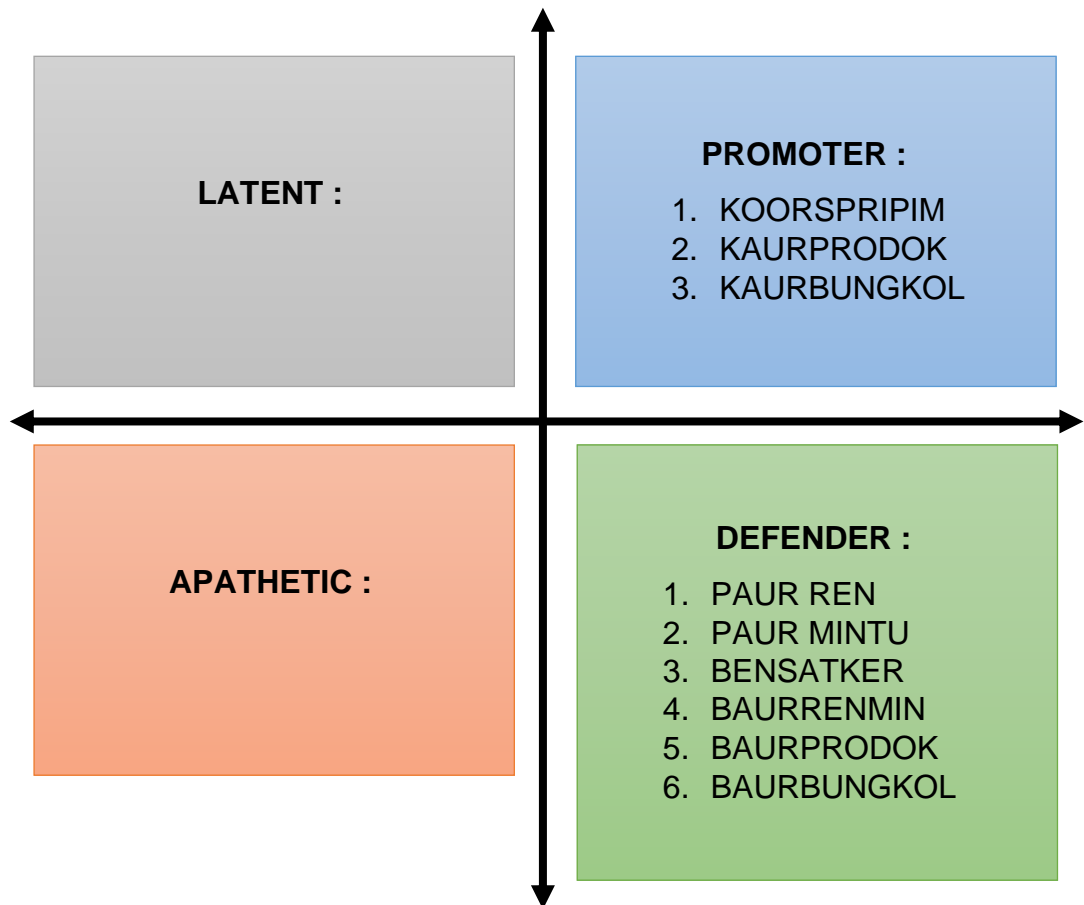 LATENT :
PROMOTER :
1. KOORSPRIPIM
2. KAURPRODOK
3. KAURBUNGKOL
APATHETIC :
DEFENDER :
1. PAUR REN
2. PAUR MINTU
3. BENSATKER
4. BAURRENMIN
5. BAURPRODOK
6. BAURBUNGKOL